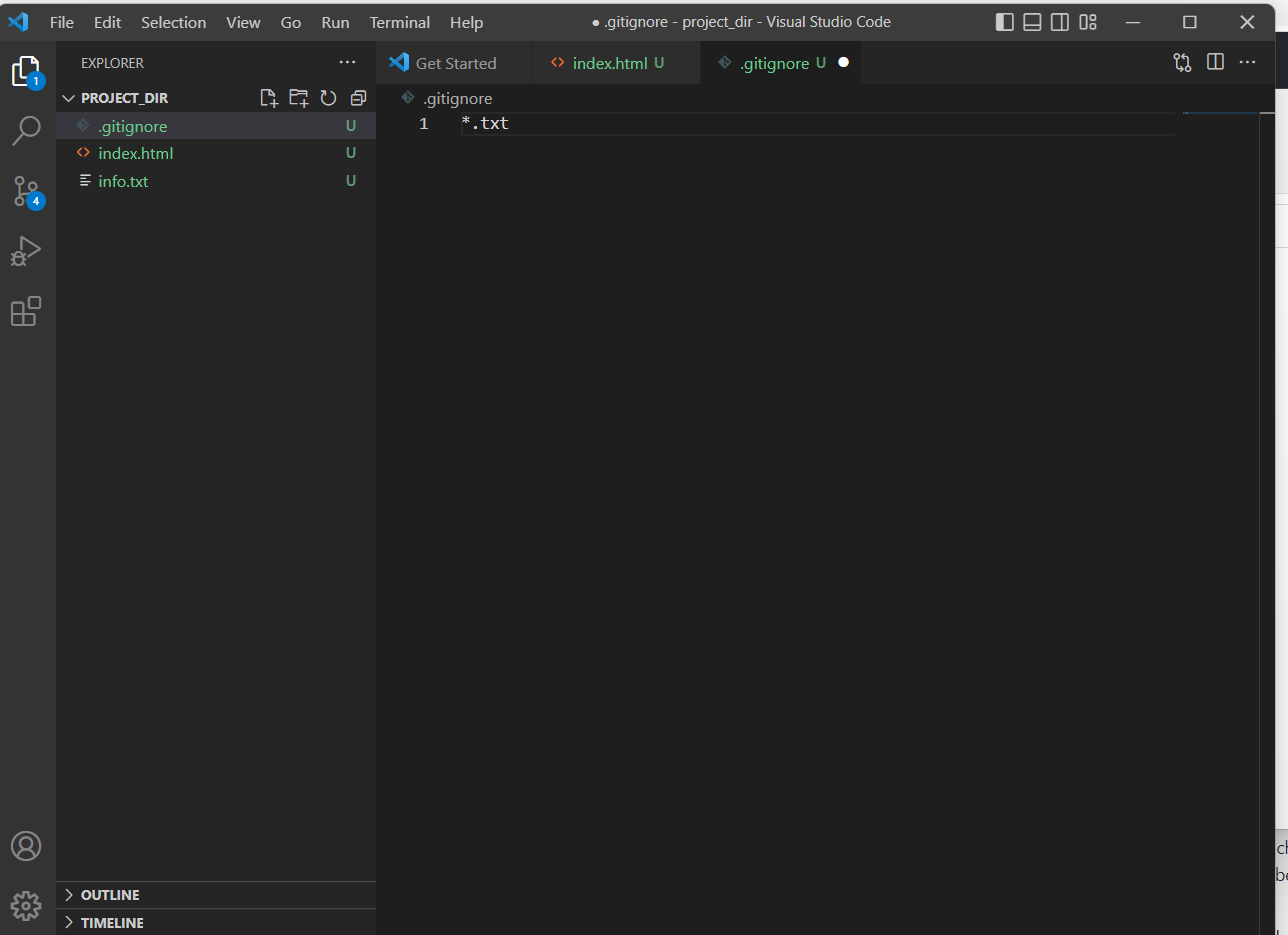 File Edit Selection View Go Run Terminal Help
● .gitignore - project_dir - Visual Studio Code
EXPLORER
1
PROJECT_DIR
.gitignore U
index.html U
info.txt U
4
Get Started
index.html U
.gitignore U
.gitignore
1 *.txt
OUTLINE
TIMELINE